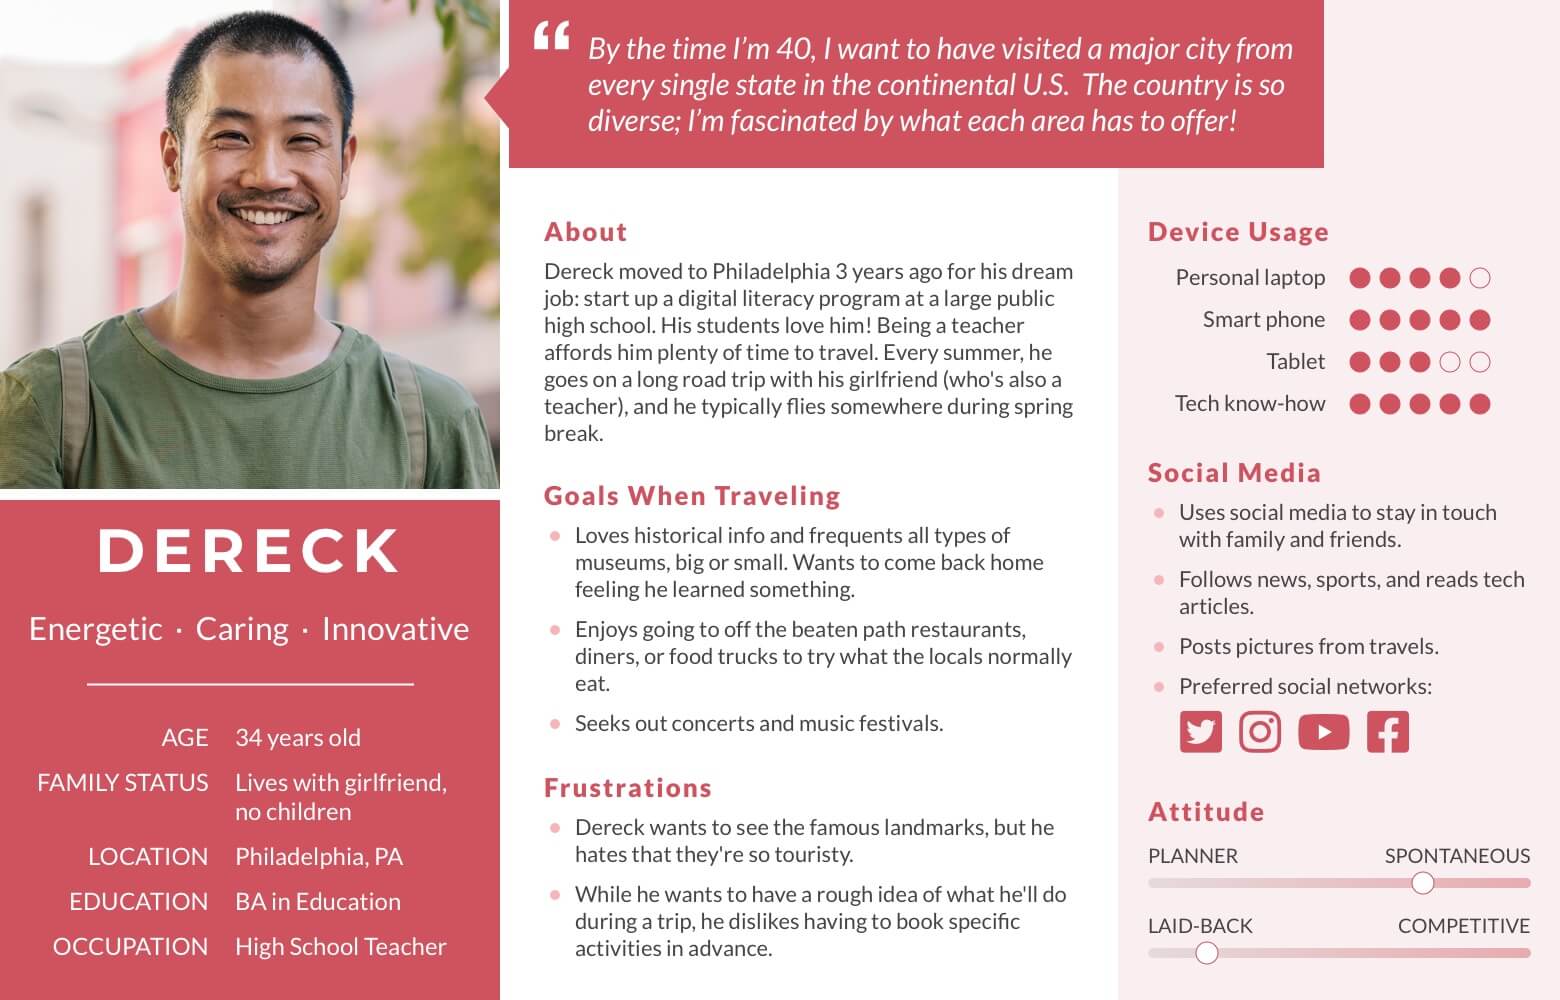 “ By the time I’m 40, I want to have visited a major city from
every single state in the continental U.S.  The country is so
diverse; I’m fascinated by what each area has to offer!
DERECK
Energetic · Caring · Innovative
AGE 34 years old
FAMILY STATUS Lives with girlfriend,
no children
LOCATION Philadelphia, PA
EDUCATION BA in Education
OCCUPATION High School Teacher
About
Dereck moved to Philadelphia 3 years ago for his dream
job: start up a digital literacy program at a large public
high school. His students love him! Being a teacher
affords him plenty of time to travel. Every summer, he
goes on a long road trip with his girlfriend (who's also a
teacher), and he typically flies somewhere during spring
break.
Goals When Traveling
Loves historical info and frequents all types of
museums, big or small. Wants to come back home
feeling he learned something.
Enjoys going to off the beaten path restaurants,
diners, or food trucks to try what the locals normally
eat.
Seeks out concerts and music festivals.
Frustrations
Dereck wants to see the famous landmarks, but he
hates that they're so touristy.
While he wants to have a rough idea of what he'll do
during a trip, he dislikes having to book specific
activities in advance.
Device Usage
Personal laptop
Smart phone
Tablet
Tech know-how
Social Media
Uses social media to stay in touch
with family and friends.
Follows news, sports, and reads tech
articles.
Posts pictures from travels.
Preferred social networks:
Attitude
PLANNER SPONTANEOUS
LAID-BACK COMPETITIVE